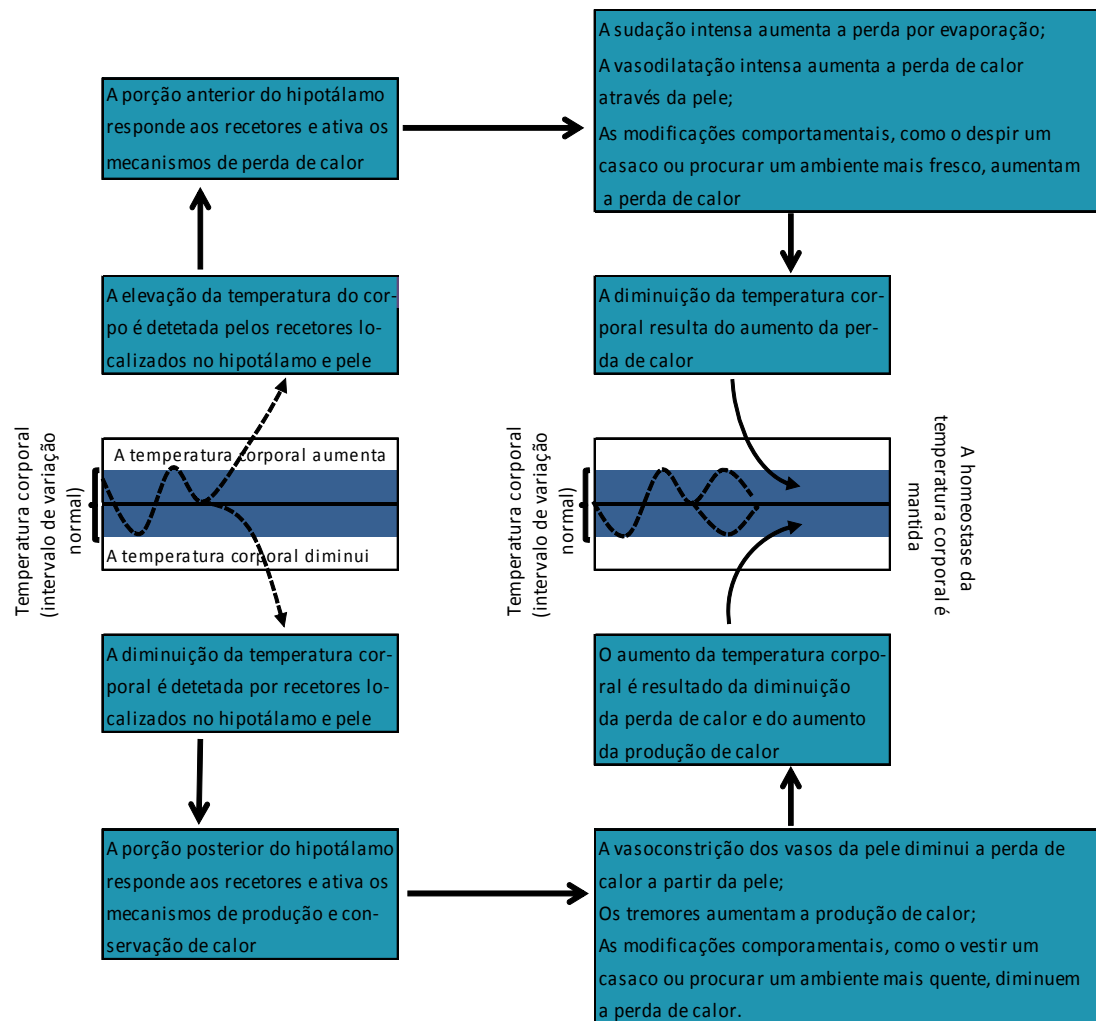 A sudação intensa aumenta a perda por evaporação;
A vasodilatação intensa aumenta a perda de calor
através da pele;
As modificações comportamentais, como o despir um
casaco ou procurar um ambiente mais fresco, aumentam
a perda de calor
A porção anterior do hipotálamo
responde aos recetores e ativa os
mecanismos de perda de calor
A elevação da temperatura do cor-
po é detetada pelos recetores lo-
calizados no hipotálamo e pele
A diminuição da temperatura cor-
poral resulta do aumento da per-
da de calor
Temperatura corporal
(intervalo de variação
normal)
A temperatura corporal aumenta
A temperatura corporal diminui
Temperatura corporal
(intervalo de variação
normal)
A homeostase da
temperatura corporal é
mantida
A diminuição da temperatura cor-
poral é detetada por recetores lo-
calizados no hipotálamo e pele
O aumento da temperatura corpo-
ral é resultado da diminuição
da perda de calor e do aumento
da produção de calor
A porção posterior do hipotálamo
responde aos recetores e ativa os
mecanismos de produção e con-
servação de calor
A vasoconstrição dos vasos da pele diminui a perda de
calor a partir da pele;
Os tremores aumentam a produção de calor;
As modificações comporamentais, como o vestir um
casaco ou procurar um ambiente mais quente, diminuem
a perda de calor.